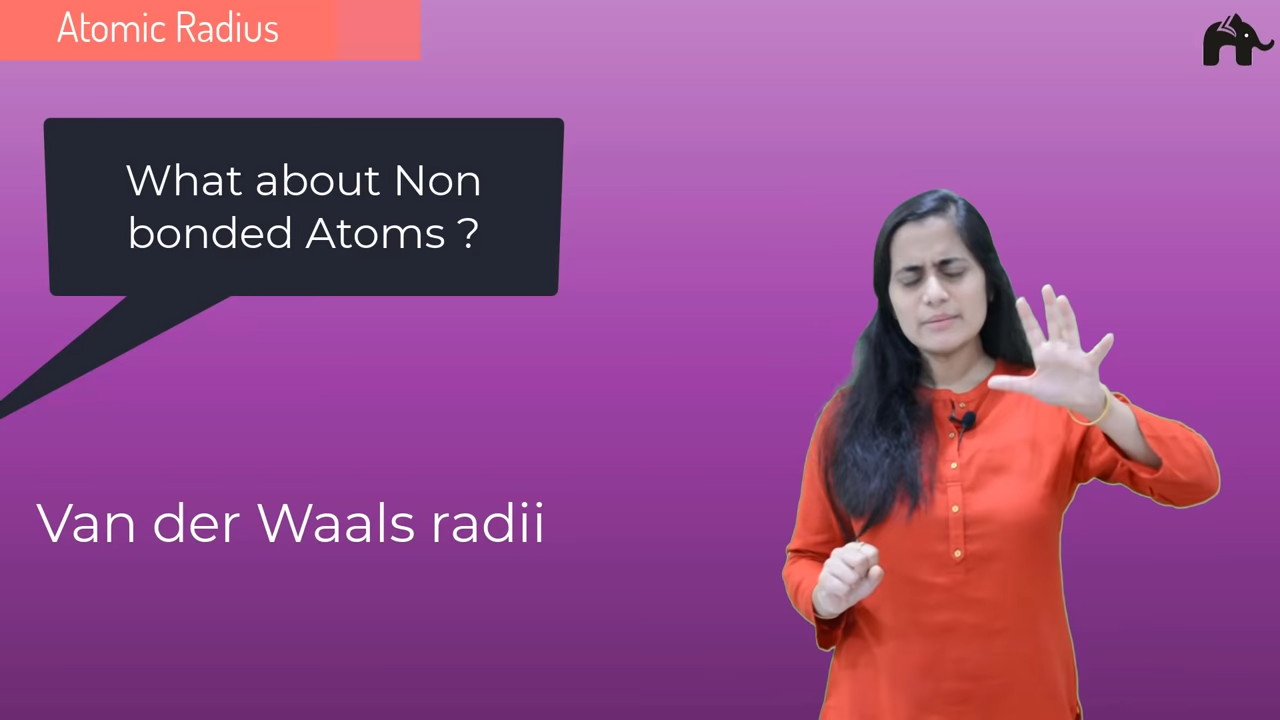 Atomic Radius
What about Non
bonded Atoms ?
Van der Waals radii